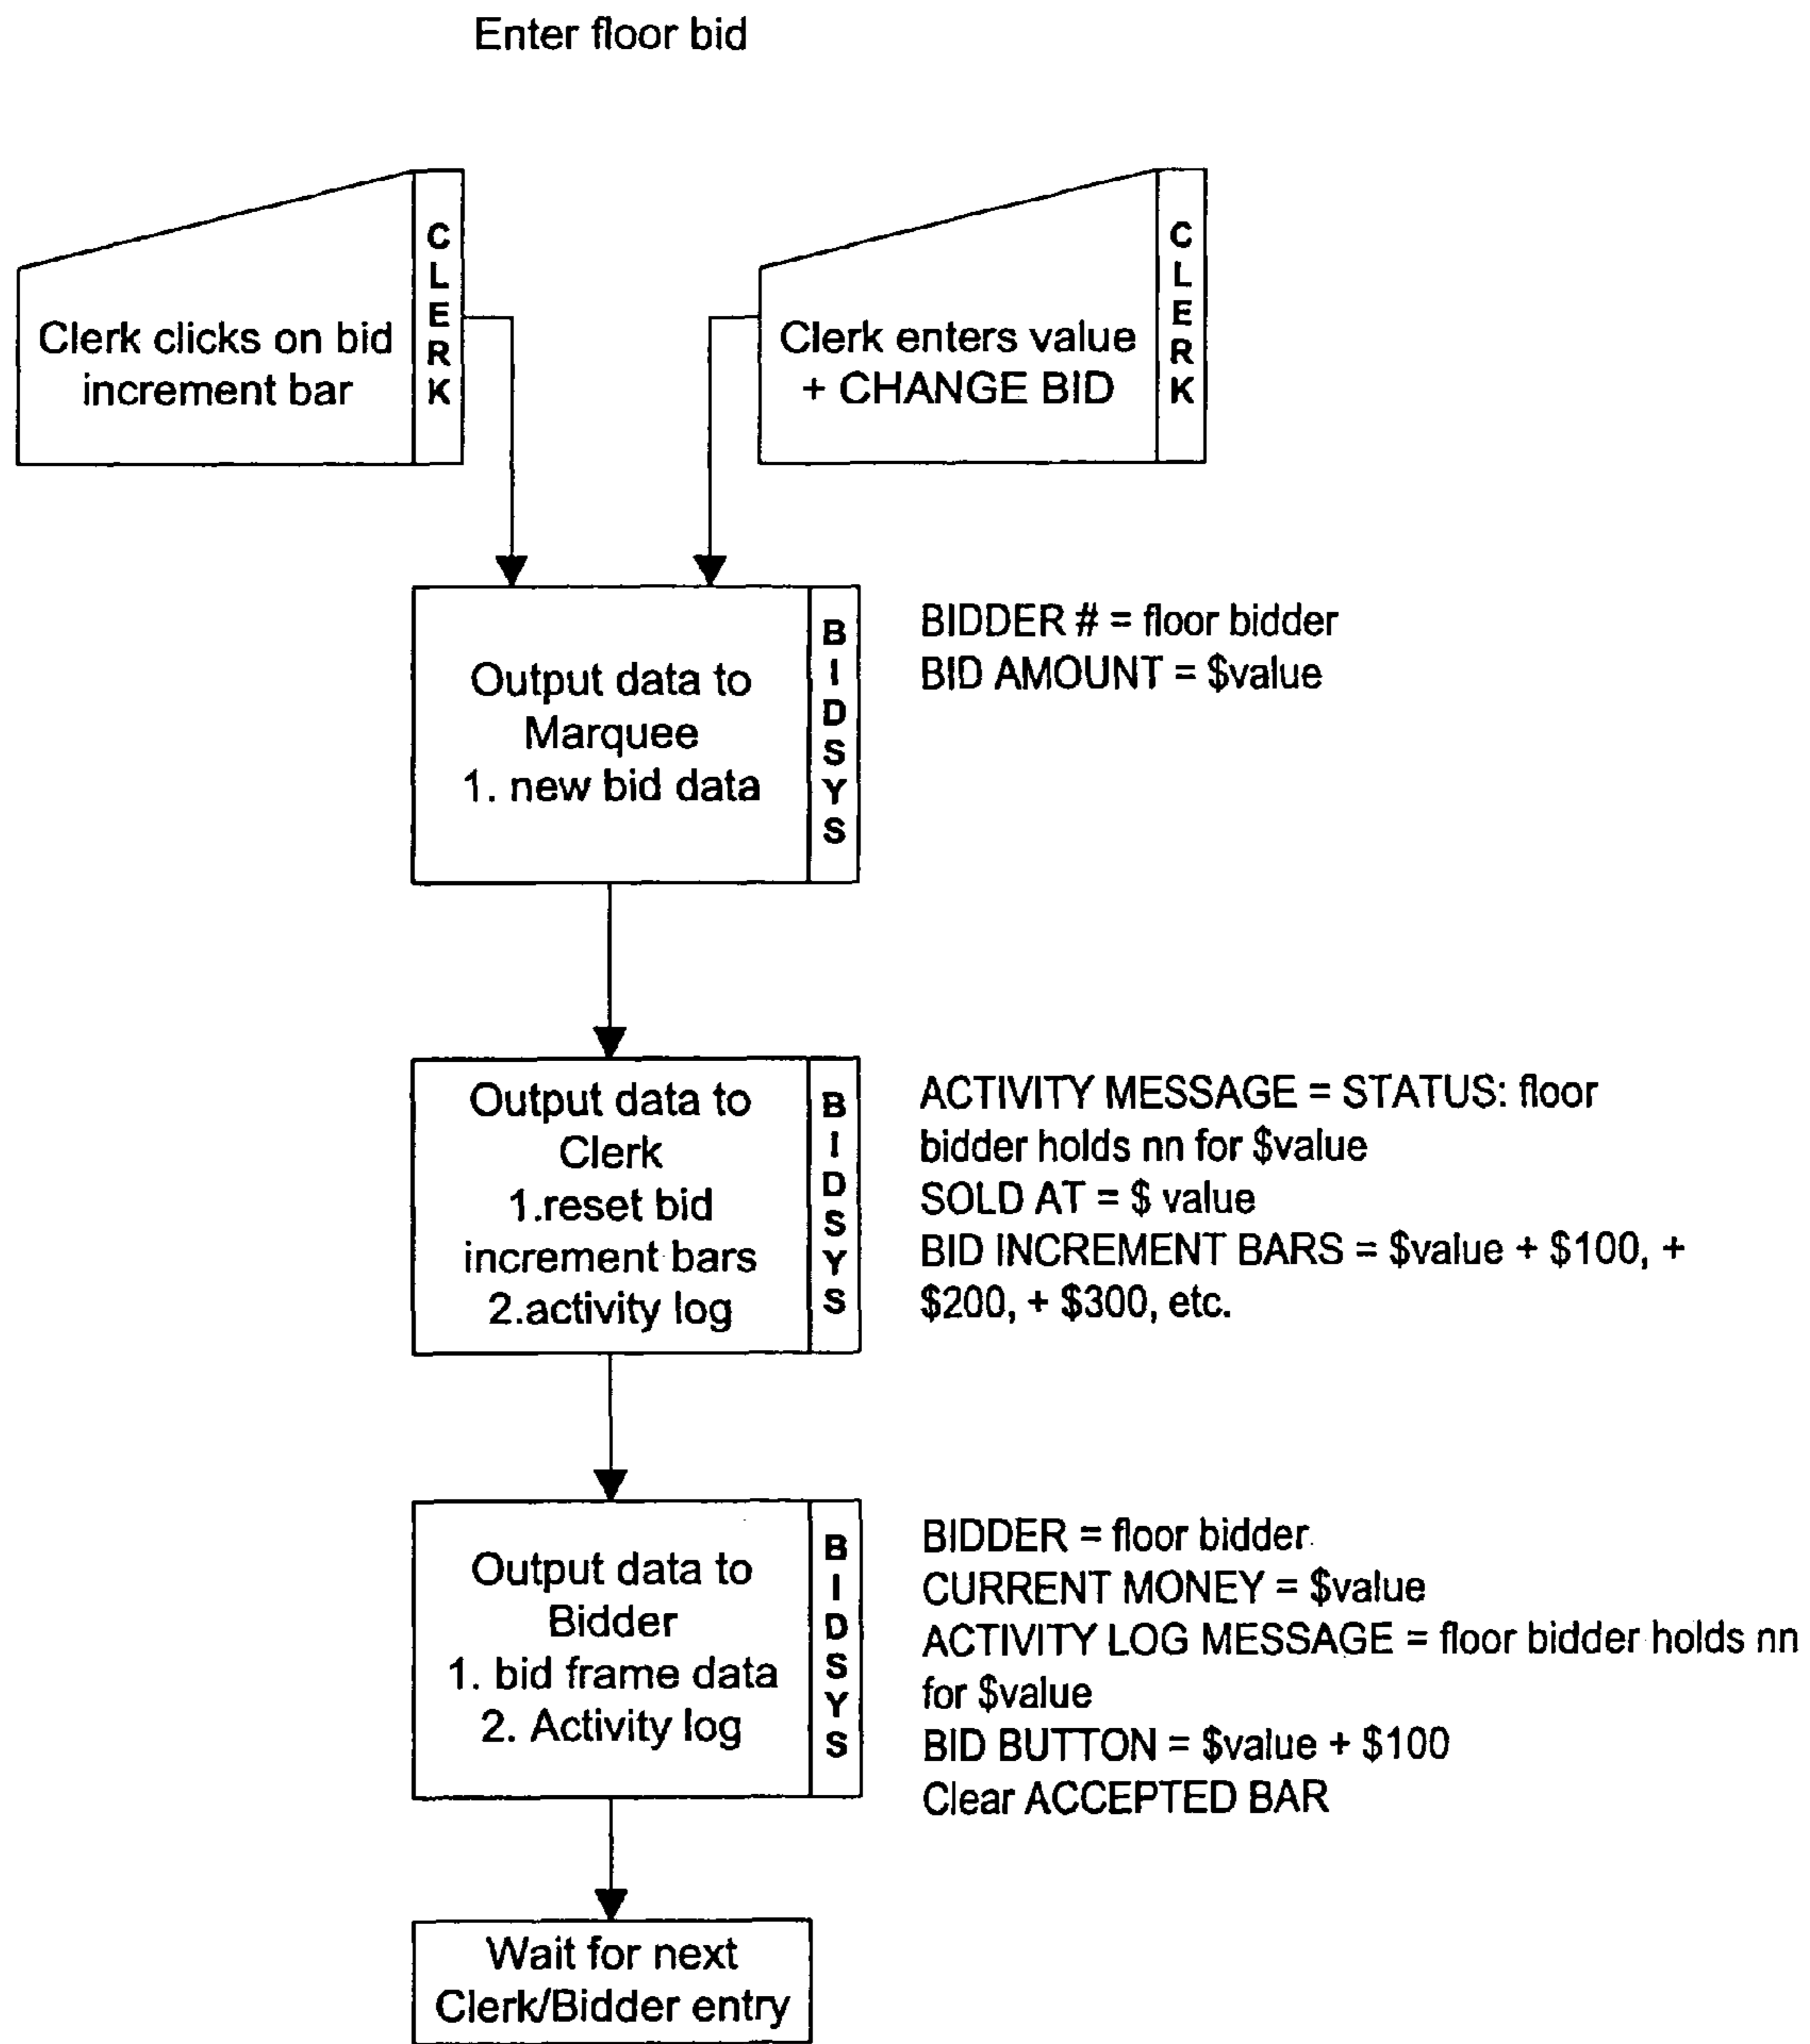 Enter floor bid
Clerk clicks on bid
increment bar
CLERK
Clerk enters value
+ CHANGE BID
CLERK
Output data to
Marquee
1. new bid data
BIDSYS
BIDDER # = floor bidder
BID AMOUNT = $value
Output data to
Clerk
1.reset bid
increment bars
2.activity log
BIDSYS
ACTIVITY MESSAGE = STATUS: floor
bidder holds nn for $value
SOLD AT = $ value
BID INCREMENT BARS = $value + $100, +
$200, + $300, etc.
Output data to
Bidder
1. bid frame data
2. Activity log
BIDSYS
BIDDER = floor bidder
CURRENT MONEY = $value
ACTIVITY LOG MESSAGE = floor bidder holds nn
for $value
BID BUTTON = $value + $100
Clear ACCEPTED BAR
Wait for next
Clerk/Bidder entry